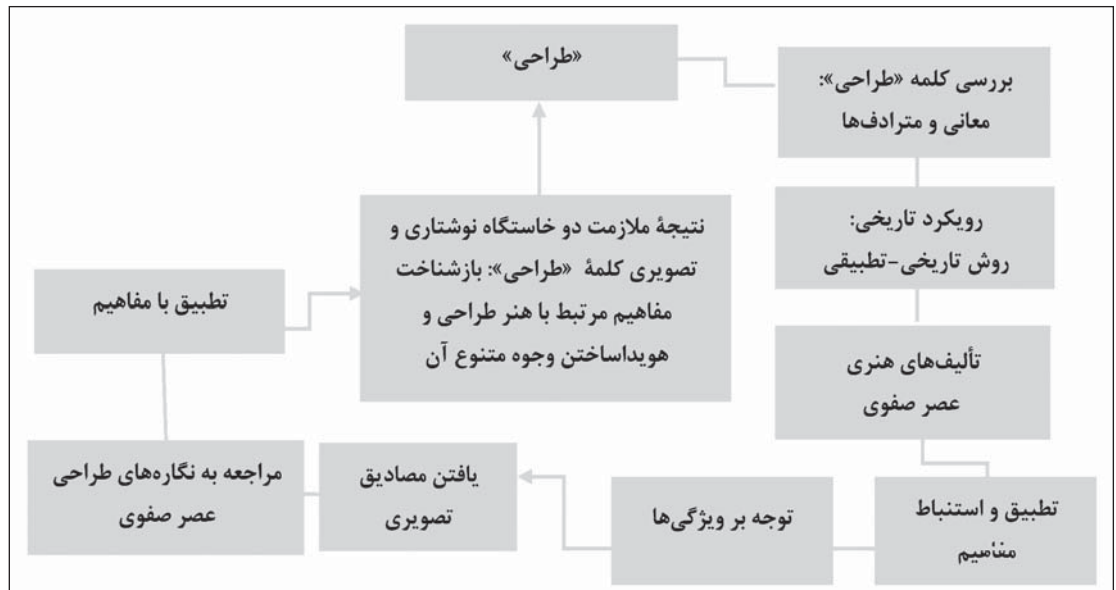 «طراحی»
بررسی کلمه «طراحی»:
معانی و مترادف‌ها
رویکرد تاریخی:
روش تاریخی-تطبیقی
تألیف‌های هنری
عصر صفوی
تطبیق و استنباط
مفاهیم
توجه بر ویژگی‌ها
یافتن مصادیق
تصویری
مراجعه به نگاره‌های طراحی
عصر صفوی
تطبیق با مفاهیم
نتیجۀ ملازمت دو خاستگاه نوشتاری و
تصویری کلمۀ «طراحی»: بازشناخت
مفاهیم مرتبط با هنر طراحی و
هویداساختن وجوه متنوع آن